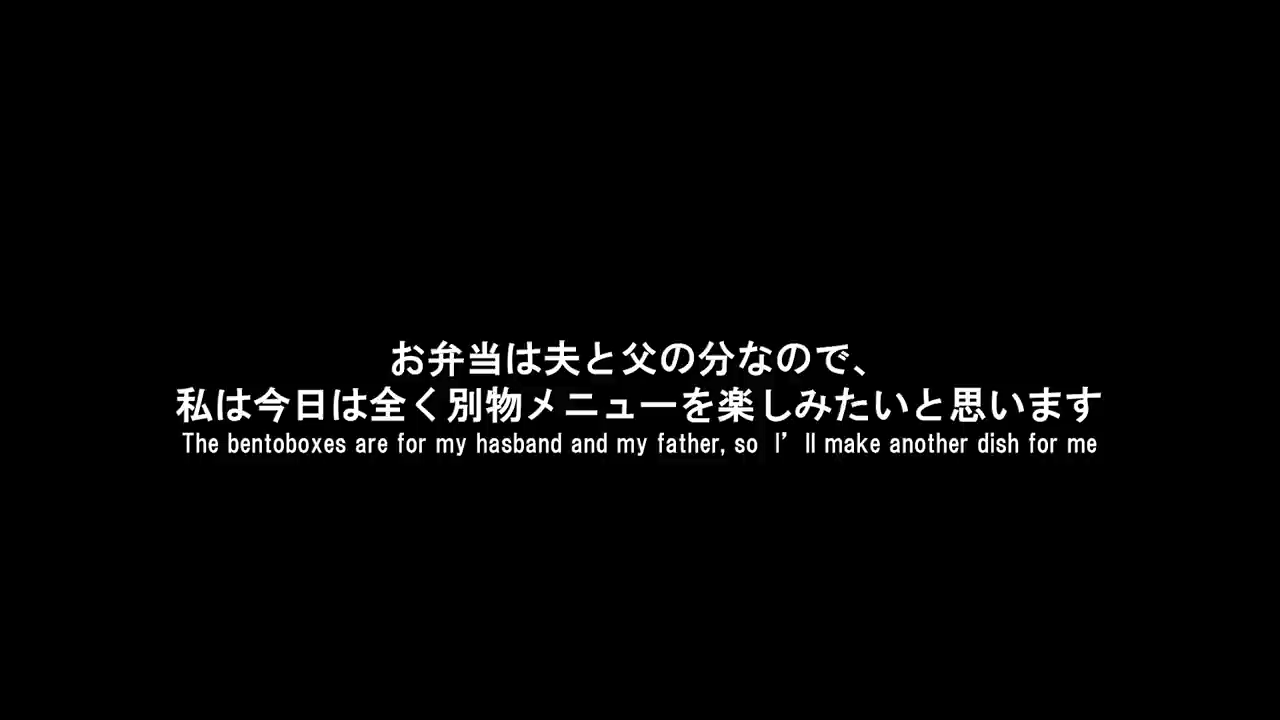 お弁当は夫と父の分なので、
私は今日は全く別物メニューを楽しみたいと思います
The bentoboxes are for my hasband and my father, so I’ll make another dish for me